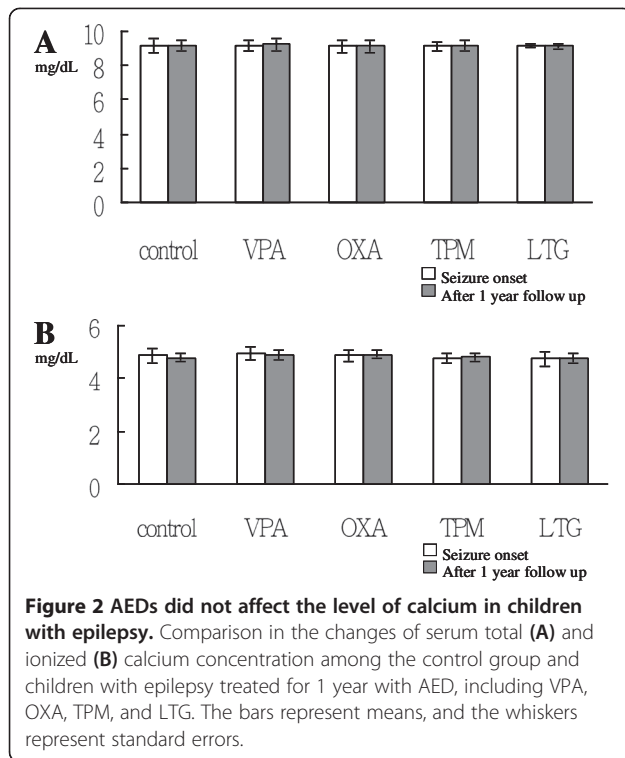 A
mg/dL
10
8
6
4
2
0
control VPA OXA TPM LTG
Seizure onset
After 1 year follow up
B
mg/dL
6
4
2
0
control VPA OXA TPM LTG
Seizure onset
After 1 year follow up
Figure 2 AEDs did not affect the level of calcium in children
with epilepsy. Comparison in the changes of serum total (A) and
ionized (B) calcium concentration among the control group and
children with epilepsy treated for 1 year with AED, including VPA,
OXA, TPM, and LTG. The bars represent means, and the whiskers
represent standard errors.